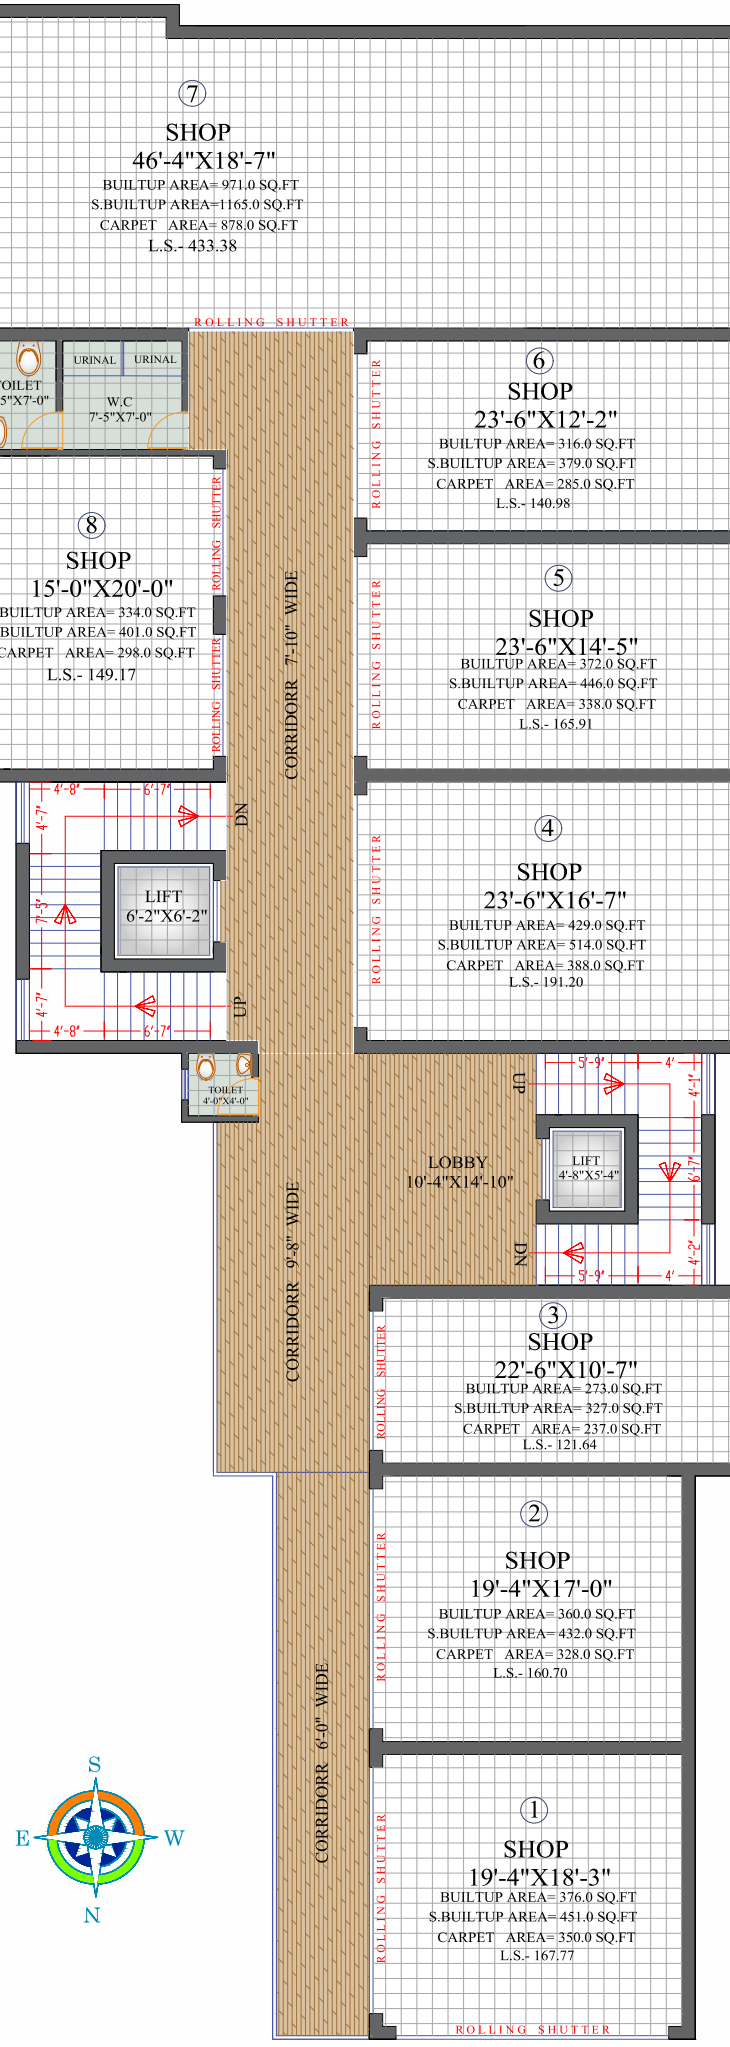 7
SHOP
46'-4"X18'-7"
BUILTUP AREA= 971.0 SQ.FT
S.BUILTUP AREA=1165.0 SQ.FT
CARPET AREA= 878.0 SQ.FT
L.S.- 433.38
ROLLING SHUTTER
URINAL URINAL
OILET
5"X7'-0"
W.C
7'-5"X7'-0"
6
SHOP
23'-6"X12'-2"
BUILTUP AREA= 316.0 SQ.FT
S.BUILTUP AREA= 379.0 SQ.FT
CARPET AREA= 285.0 SQ.FT
L.S.- 140.98
ROLLING SHUTTER
8
SHOP
15'-0"X20'-0"
BUILTUP AREA= 334.0 SQ.FT
BUILTUP AREA= 401.0 SQ.FT
CARPET AREA= 298.0 SQ.FT
L.S.- 149.17
ROLLING SHUTTER
ROLLING SHUTTER
CORRIDORR 7'-10" WIDE
5
SHOP
23'-6"X14'-5"
BUILTUP AREA= 372.0 SQ.FT
S.BUILTUP AREA= 446.0 SQ.FT
CARPET AREA= 338.0 SQ.FT
L.S.- 165.91
ROLLING SHUTTER
4'-8" 6'-7"
4'-7"
DN
LIFT
6'-2"X6'-2"
7'-5"
4'-7"
UP
4'-8" 6'-7"
4
SHOP
23'-6"X16'-7"
BUILTUP AREA= 429.0 SQ.FT
S.BUILTUP AREA= 514.0 SQ.FT
CARPET AREA= 388.0 SQ.FT
L.S.- 191.20
ROLLING SHUTTER
TOILET
4'-0"X4'-0"
LOBBY
10'-4"X14'-10"
5'-9" 4'
UP
4'-1"
LIFT
4'-8"X5'-4"
6'-7"
DN
4'-2"
5'-9" 4'
CORRIDORR 9'-8" WIDE
3
SHOP
22'-6"X10'-7"
BUILTUP AREA= 273.0 SQ.FT
S.BUILTUP AREA= 327.0 SQ.FT
CARPET AREA= 237.0 SQ.FT
L.S.- 121.64
ROLLING SHUTTER
2
SHOP
19'-4"X17'-0"
BUILTUP AREA= 360.0 SQ.FT
S.BUILTUP AREA= 432.0 SQ.FT
CARPET AREA= 328.0 SQ.FT
L.S.- 160.70
ROLLING SHUTTER
CORRIDORR 6'-0" WIDE
S
E W
N
1
SHOP
19'-4"X18'-3"
BUILTUP AREA= 376.0 SQ.FT
S.BUILTUP AREA= 451.0 SQ.FT
CARPET AREA= 350.0 SQ.FT
L.S.- 167.77
ROLLING SHUTTER
ROLLING SHUTTER